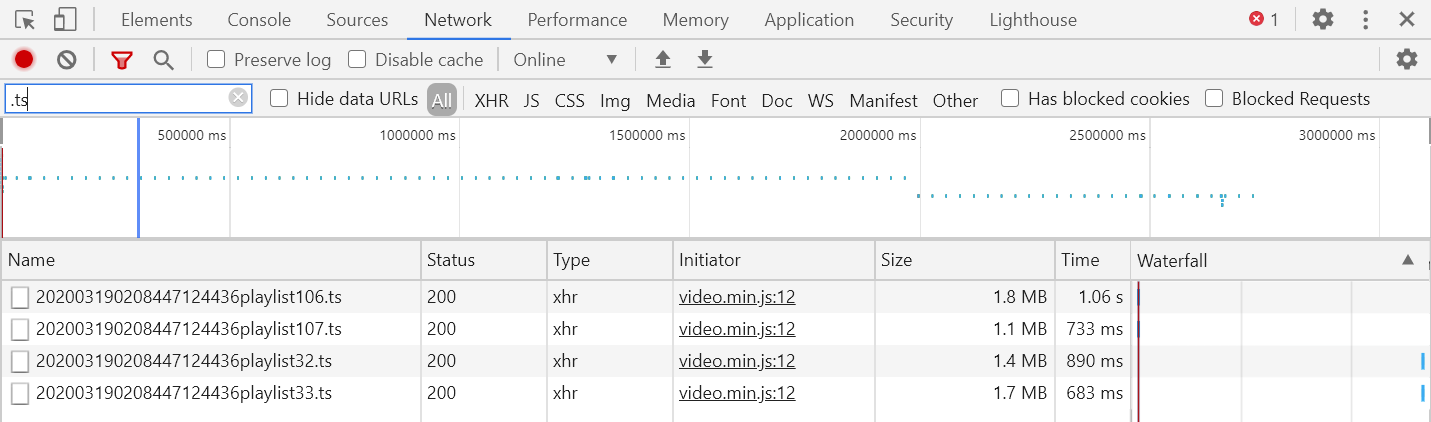 Elements Console Sources Network Performance Memory Application Security Lighthouse 1
Preserve log Disable cache Online
.ts Hide data URLs All XHR JS CSS Img Media Font Doc WS Manifest Other Has blocked cookies Blocked Requests
500000 ms 1000000 ms 1500000 ms 2000000 ms 2500000 ms 3000000 ms
Name Status Type Initiator Size Time Waterfall
202003190208447124436playlist106.ts 200 xhr video.min.js:12 1.8 MB 1.06 s
202003190208447124436playlist107.ts 200 xhr video.min.js:12 1.1 MB 733 ms
202003190208447124436playlist32.ts 200 xhr video.min.js:12 1.4 MB 890 ms
202003190208447124436playlist33.ts 200 xhr video.min.js:12 1.7 MB 683 ms